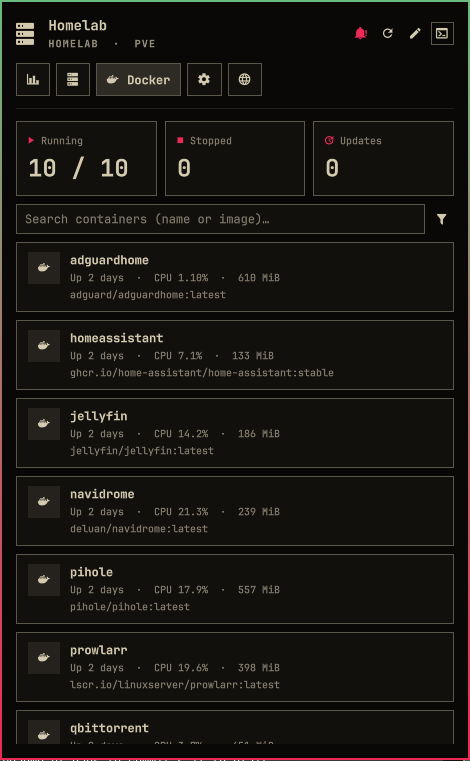 Homelab
HOMELAB · PVE
Docker
Running
10 / 10
Stopped
0
Updates
0
Search containers (name or image)…
adguardhome
Up 2 days · CPU 1.10% · 610 MiB
adguard/adguardhome:latest
homeassistant
Up 2 days · CPU 7.1% · 133 MiB
ghcr.io/home-assistant/home-assistant:stable
jellyfin
Up 2 days · CPU 14.2% · 186 MiB
jellyfin/jellyfin:latest
navidrome
Up 2 days · CPU 21.3% · 239 MiB
deluan/navidrome:latest
pihole
Up 2 days · CPU 17.9% · 557 MiB
pihole/pihole:latest
prowlarr
Up 2 days · CPU 19.6% · 398 MiB
lscr.io/linuxserver/prowlarr:latest
qbittorrent